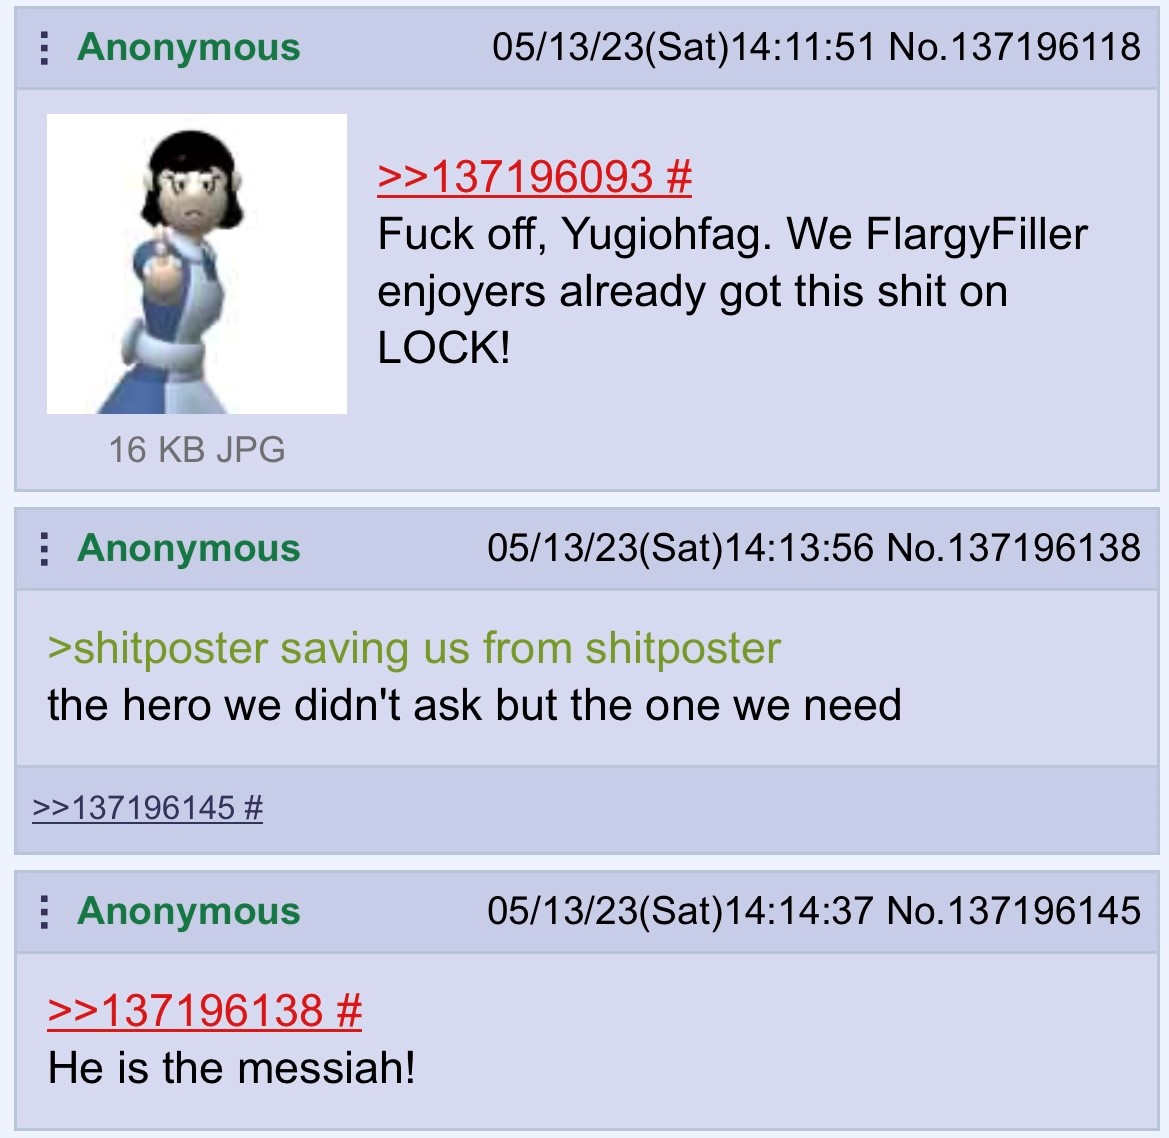 Anonymous 05/13/23(Sat)14:11:51 No.137196118
>>137196093 #
Fuck off, Yugiohfag. We FlargyFiller
enjoyers already got this shit on
LOCK!
16 KB JPG
Anonymous 05/13/23(Sat)14:13:56 No.137196138
>shitposter saving us from shitposter
the hero we didn't ask but the one we need
>>137196145 #
Anonymous 05/13/23(Sat)14:14:37 No.137196145
>>137196138 #
He is the messiah!